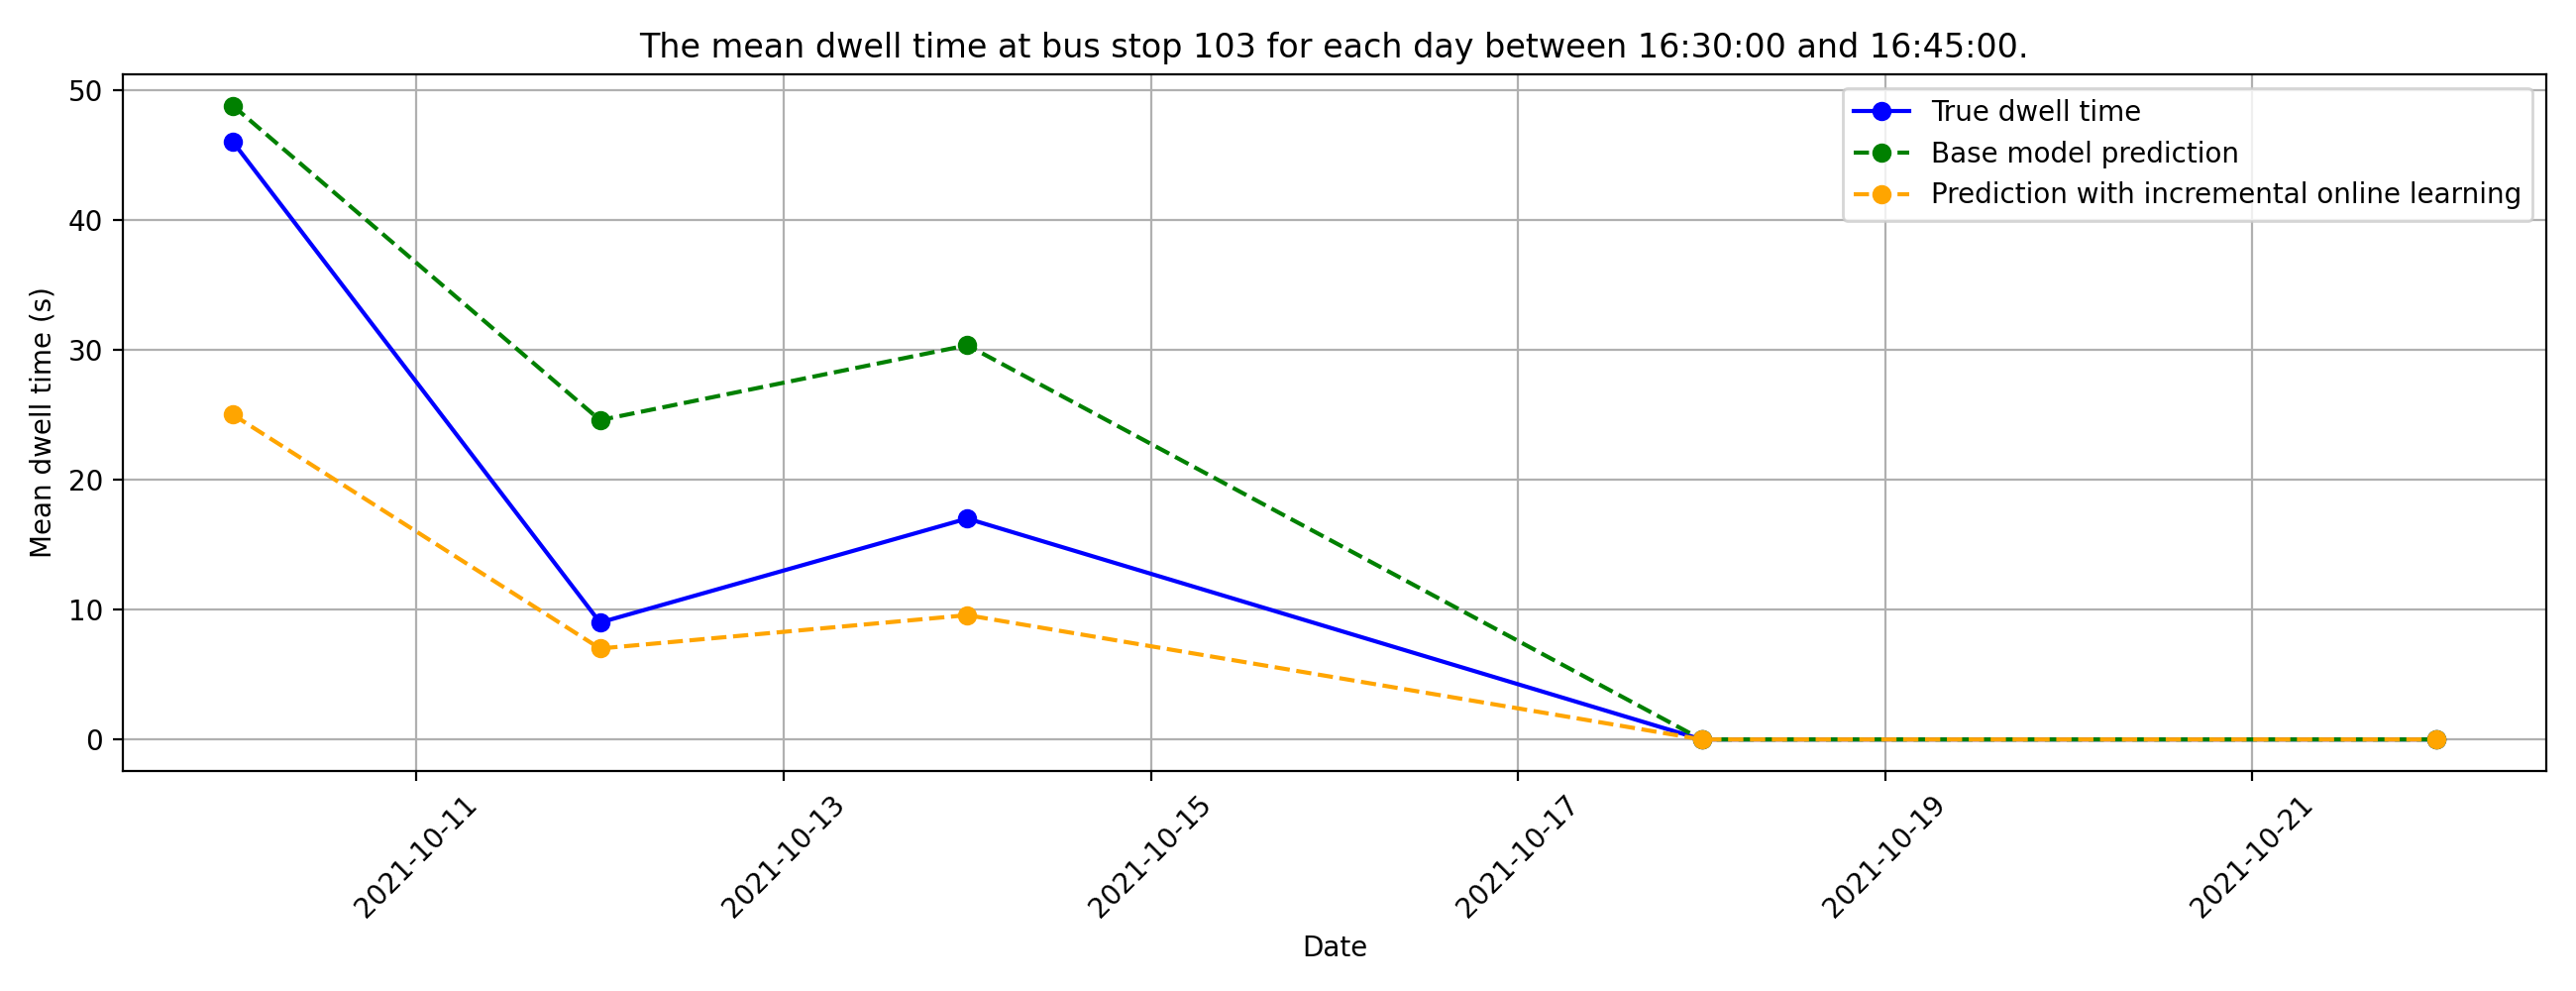 The mean dwell time at bus stop 103 for each day between 16:30:00 and 16:45:00.
True dwell time
Base model prediction
Prediction with incremental online learning
Mean dwell time (s)
50
40
30
20
10
0
2021-10-11
2021-10-13
2021-10-15
2021-10-17
2021-10-19
2021-10-21
Date